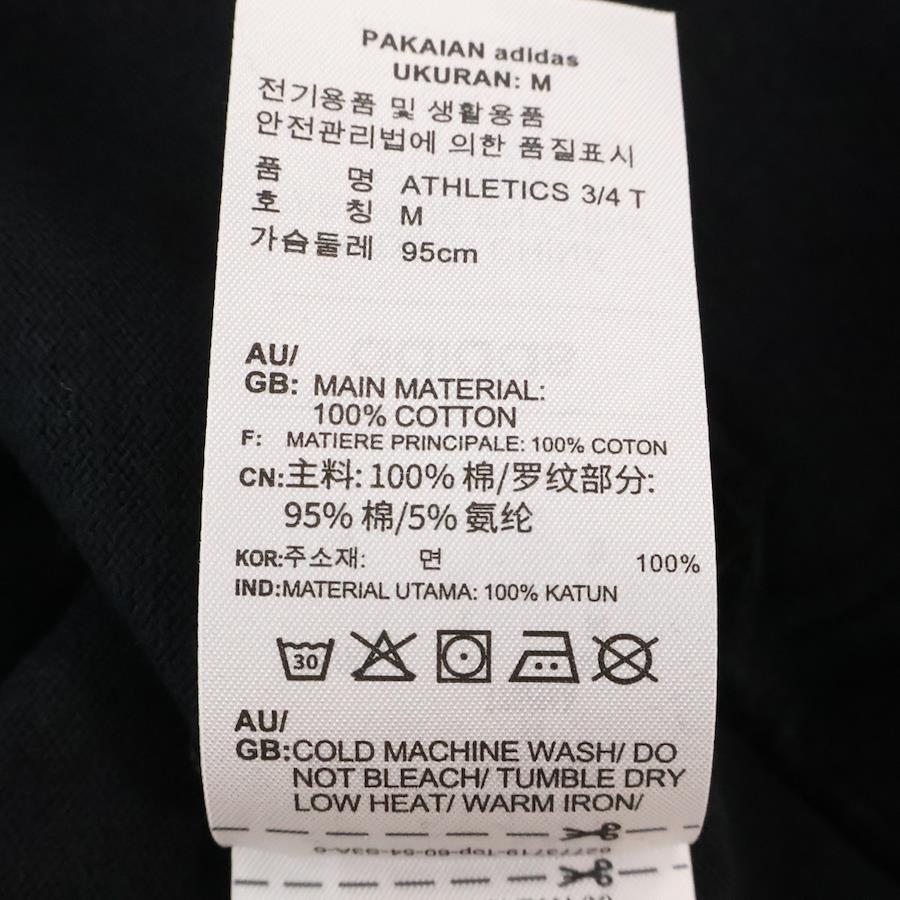 PAKAIAN adidas
UKURAN: M
전기용품 및 생활용품
안전관리법에 의한 품질표시
품 명 ATHLETICS 3/4 T
호 칭 M
가슴둘레 95cm
AU/
GB: MAIN MATERIAL:
100% COTTON
F: MATIERE PRINCIPALE: 100% COTON
CN:主料: 100% 棉/罗纹部分:
95% 棉/5% 氨纶
KOR:주소재: 면 100%
IND:MATERIAL UTAMA: 100% KATUN
30
AU/
GB:COLD MACHINE WASH/ DO
NOT BLEACH/ TUMBLE DRY
LOW HEAT/ WARM IRON/